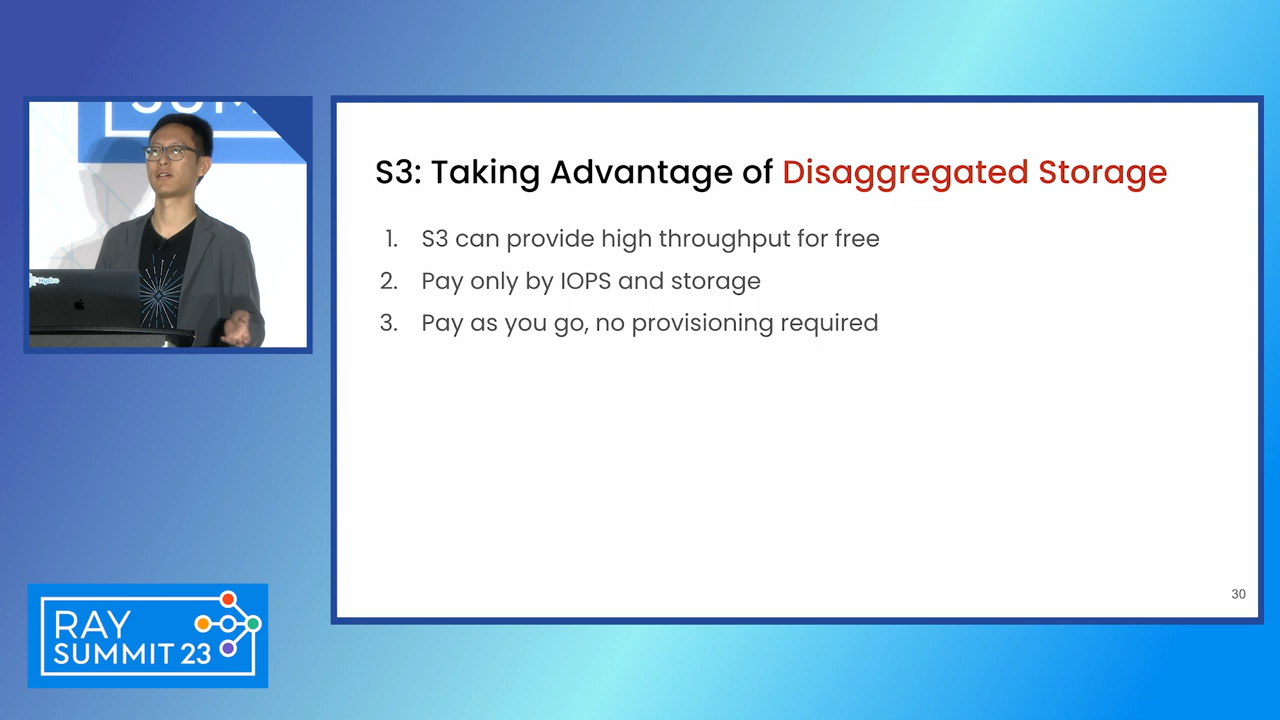 S3: Taking Advantage of Disaggregated Storage
1. S3 can provide high throughput for free
2. Pay only by IOPS and storage
3. Pay as you go, no provisioning required
30
RAY
SUMMIT 23